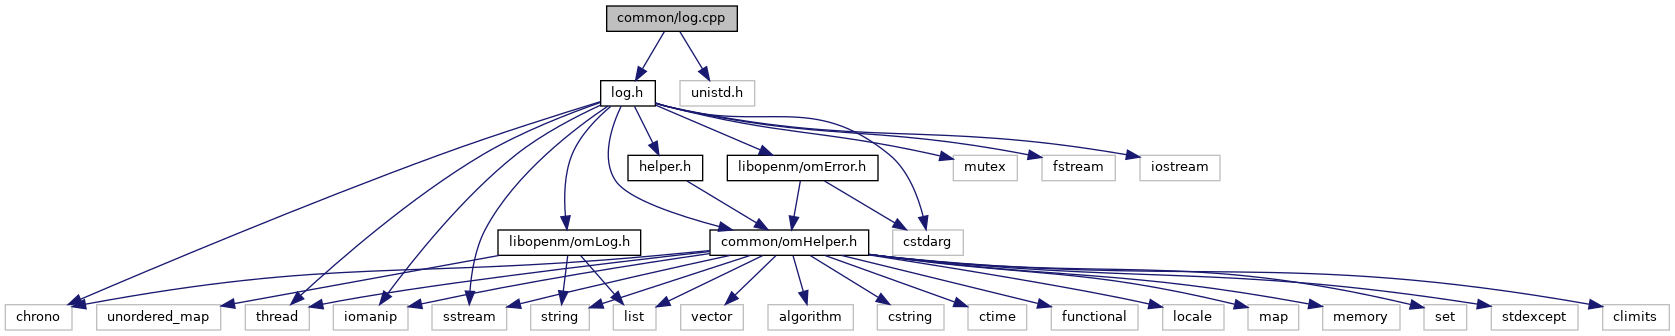 common/log.cpp
log.h
unistd.h
helper.h
libopenm/omError.h
mutex
fstream
iostream
libopenm/omLog.h
common/omHelper.h
cstdarg
chrono
unordered_map
thread
iomanip
sstream
string
list
vector
algorithm
cstring
ctime
functional
locale
map
memory
set
stdexcept
climits